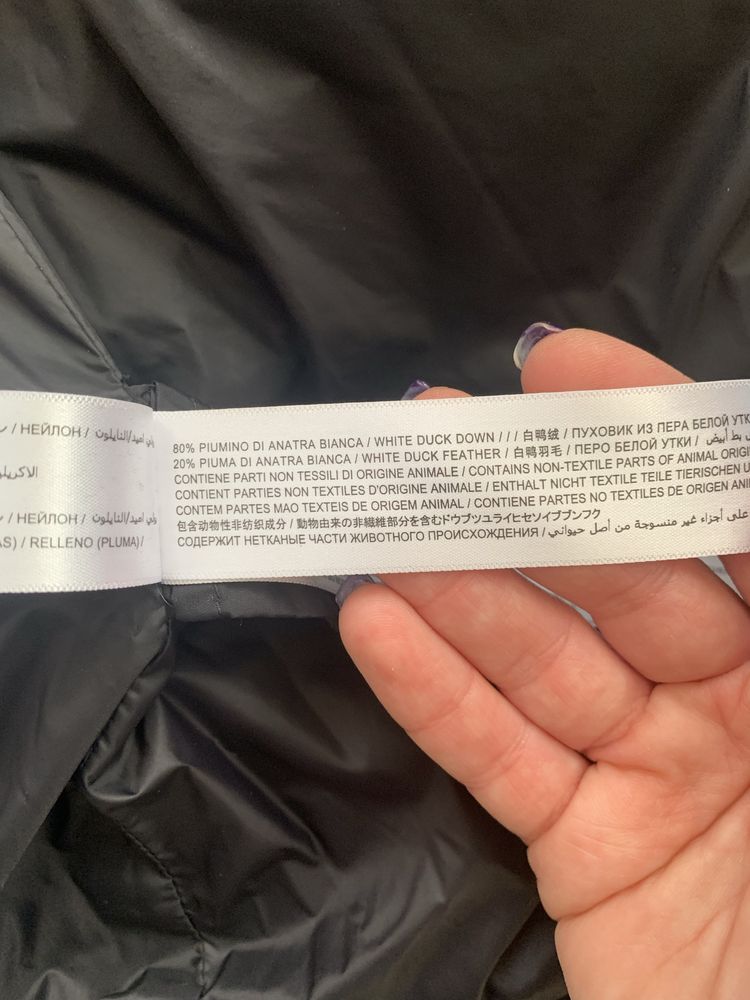 / НЕЙЛОН /
/ НЕЙЛОН /
AS) / RELLENO (PLUMA)/
80% PIUMINO DI ANATRA BIANCA / WHITE DUCK DOWN / / / 白鸭绒 / ПУХОВИК ИЗ ПЕРА БЕЛОЙ УТКИ
20% PIUMA DI ANATRA BIANCA / WHITE DUCK FEATHER / 白鸭羽毛 / ПЕРО БЕЛОЙ УТКИ / بط أبيض
CONTIENE PARTI NON TESSILI DI ORIGINE ANIMALE / CONTAINS NON-TEXTILE PARTS OF ANIMAL ORIGI
CONTIENT PARTIES NON TEXTILES D'ORIGINE ANIMALE / ENTHALT NICHT TEXTILE TEILE TIERISCHEN U
CONTEM PARTES MAO TEXTEIS DE ORIGEM ANIMAL / CONTIENE PARTES NO TEXTILES DE ORIGEN ANIM
包含动物性非纺织成分 / 動物由来の非繊維部分を含むドウブツユライヒセソイブブンフク
СОДЕРЖИТ НЕТКАНЫЕ ЧАСТИ ЖИВОТНОГО ПРОИСХОЖДЕНИЯ / على أجزاء غير منسوجة من أصل حيواني